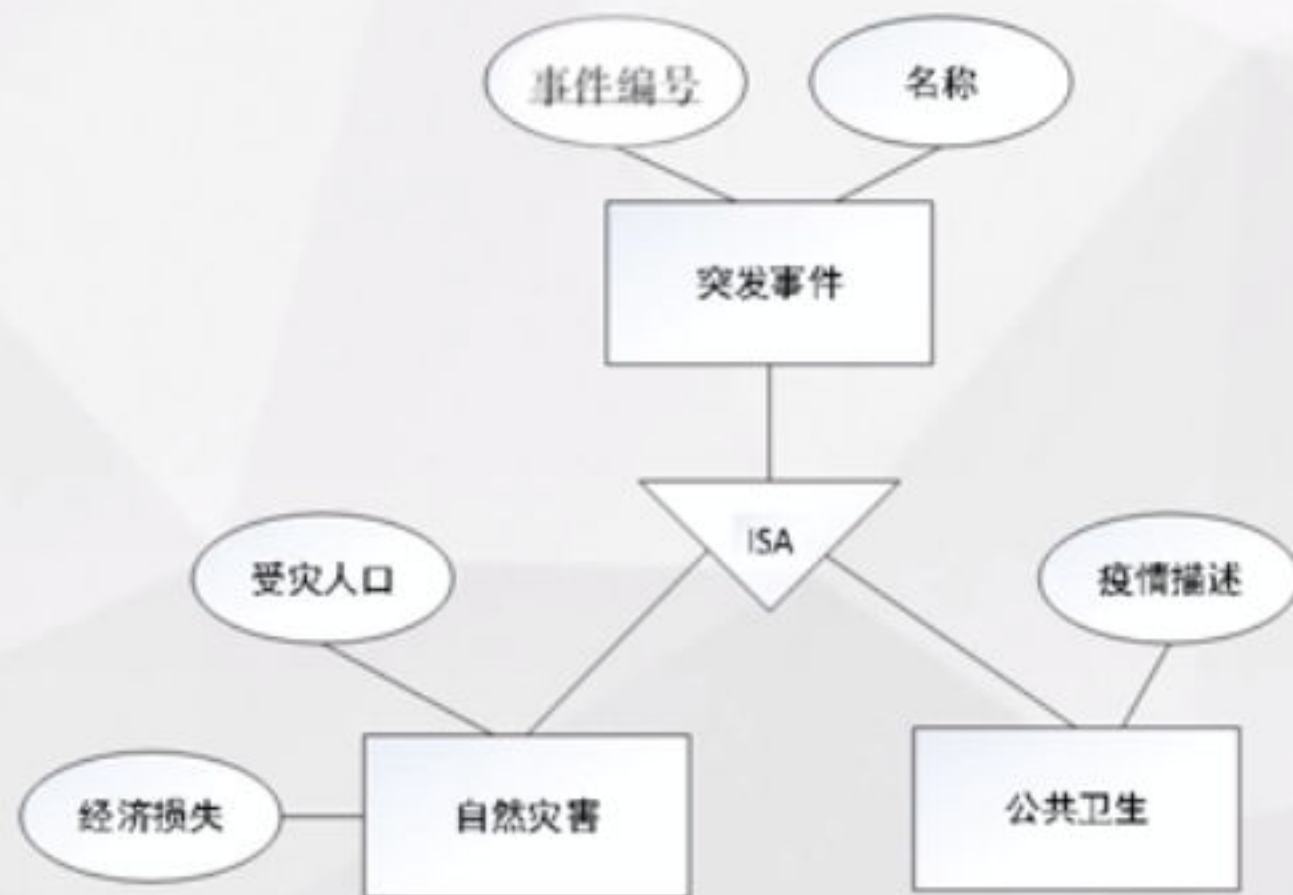 事件编号
名称
突发事件
ISA
受灾人口
疫情描述
经济损失
自然灾害
公共卫生